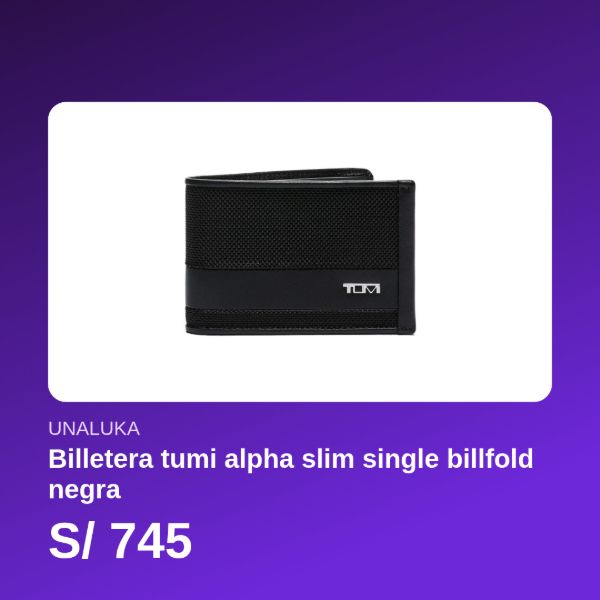 TUMI
UNALUKA
Billetera tumi alpha slim single billfold
negra
S/ 745